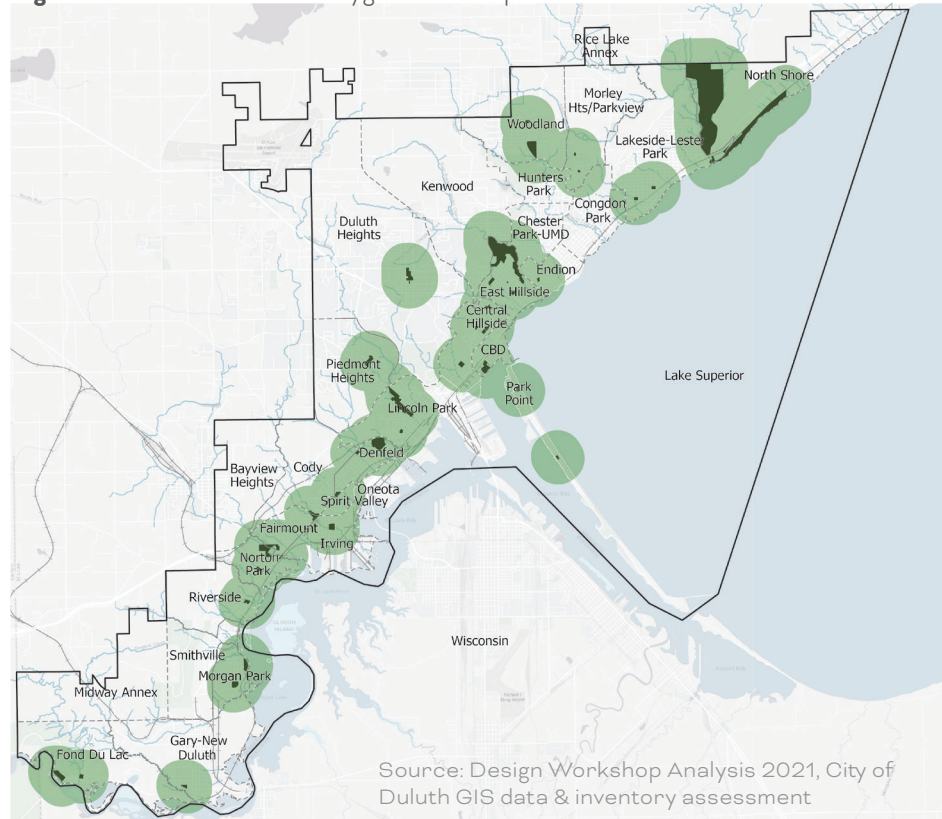 Rice Lake
Annex
North Shore
Morley
Hts/Parkview
Woodland
Lakeside-Lester
Park
Hunters
Park
Kenwood
Congdon
Park
Chester
Park-UMD
Duluth
Heights
Endion
East Hillside
Central
Hillside
CBD
Piedmont
Heights
Lake Superior
Park
Point
Lincoln Park
Denfeld
Cody
Bayview
Heights
Oneota
Spirit Valley
Fairmount
Irving
Norton
Park
Riverside
Wisconsin
Smithville
Morgan Park
Midway Annex
Gary-New
Duluth
Fond Du Lac
Source: Design Workshop Analysis 2021, City of
Duluth GIS data & inventory assessment